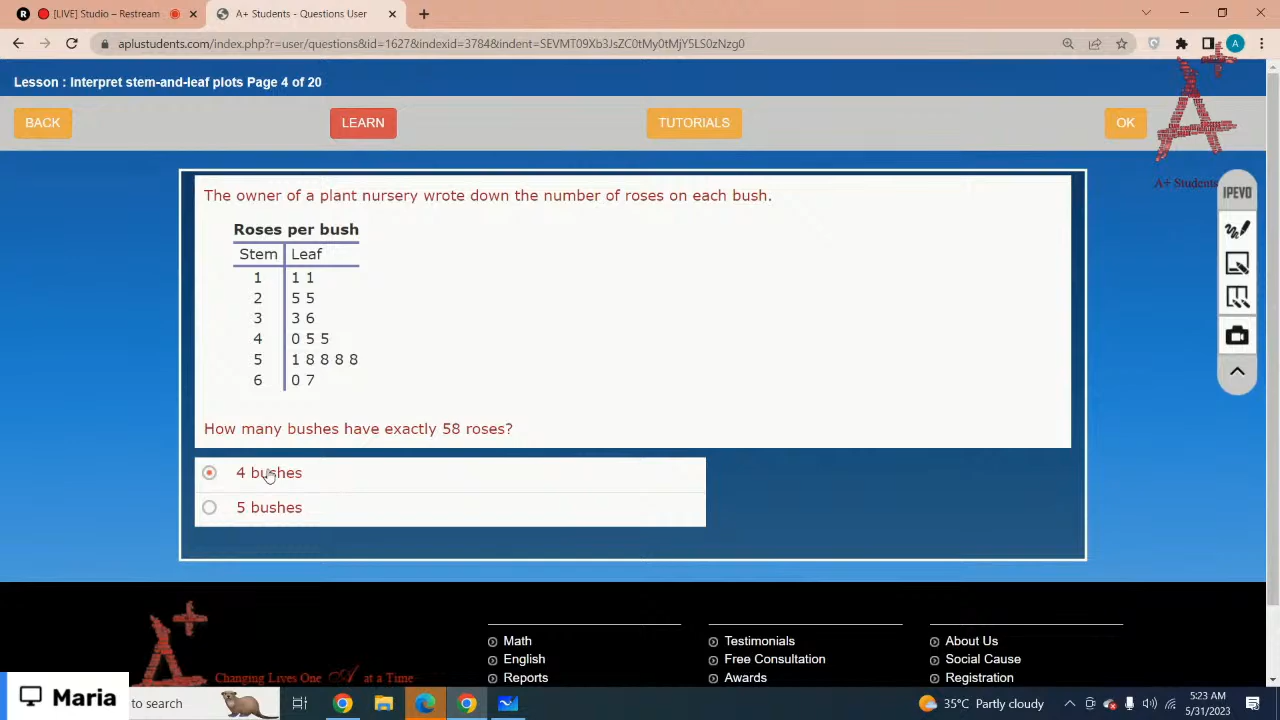 [LIVE] Studio – Restream
A+ Students - Questions User
aplustudents.com/index.php?r=user/questions&id=1627&indexid=3784&indent=SEVMT09Xb3JsZC0tMy0tMjY5LS0zNzg0
A
Lesson : Interpret stem-and-leaf plots Page 4 of 20
BACK
LEARN
TUTORIALS
OK
A+
A+ Students
IPEVO
The owner of a plant nursery wrote down the number of roses on each bush.
Roses per bush
Stem Leaf
1 1 1
2 5 5
3 3 6
4 0 5 5
5 1 8 8 8 8
6 0 7
How many bushes have exactly 58 roses?
4 bushes
5 bushes
A+
Changing Lives One A at a Time
Math
English
Reports
Testimonials
Free Consultation
Awards
About Us
Social Cause
Registration
Maria
to search
35°C Partly cloudy
5:23 AM
5/31/2023